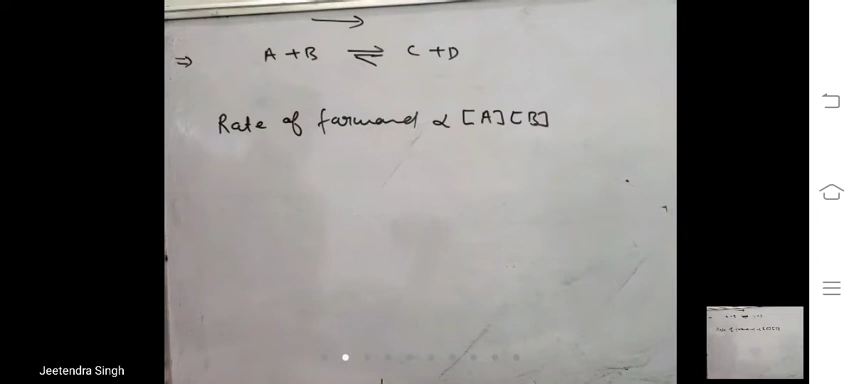 ⇒ A + B ⇌ C + D
Rate of farward ∝ [A] [B]
Jeetendra Singh